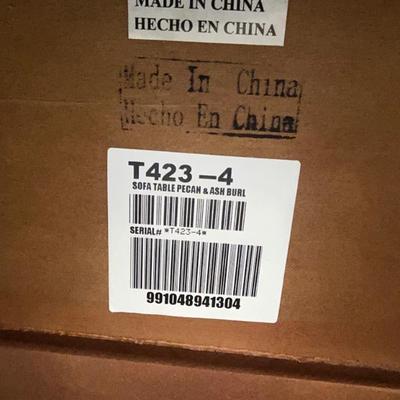 MADE IN CHINA
HECHO EN CHINA
Made In China
Hecho En China
T423-4
SOFA TABLE PECAN & ASH BURL
SERIAL# *T423-4*
991048941304